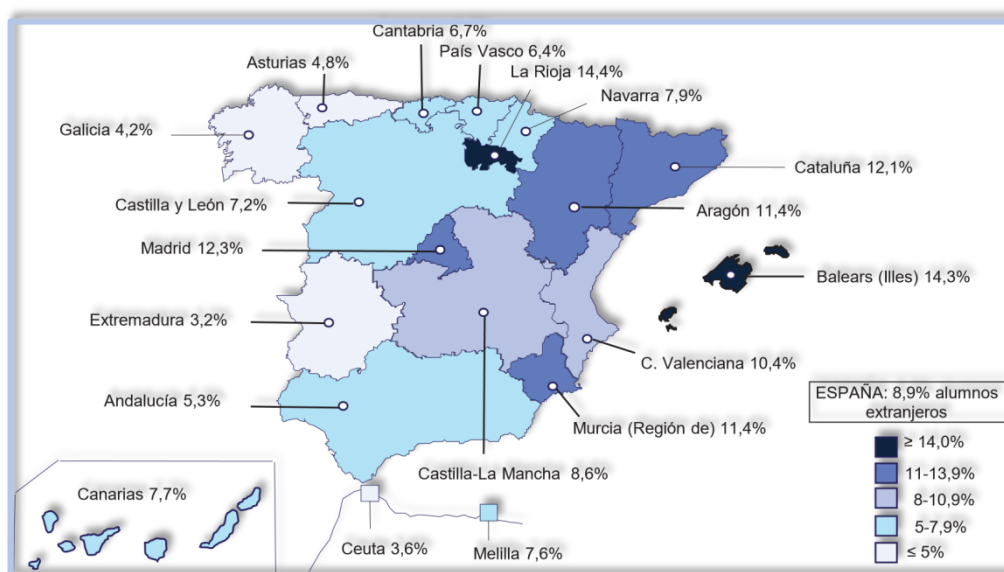 Cantabria 6,7%
País Vasco 6,4%
Asturias 4,8%
La Rioja 14,4%
Navarra 7,9%
Galicia 4,2%
Cataluña 12,1%
Castilla y León 7,2%
Aragón 11,4%
Madrid 12,3%
Balears (Illes) 14,3%
Extremadura 3,2%
C. Valenciana 10,4%
ESPAÑA: 8,9% alumnos
extranjeros
Andalucía 5,3%
Murcia (Región de) 11,4%
≥ 14,0%
Castilla-La Mancha 8,6%
11-13,9%
Canarias 7,7%
8-10,9%
5-7,9%
Ceuta 3,6%
Melilla 7,6%
≤ 5%